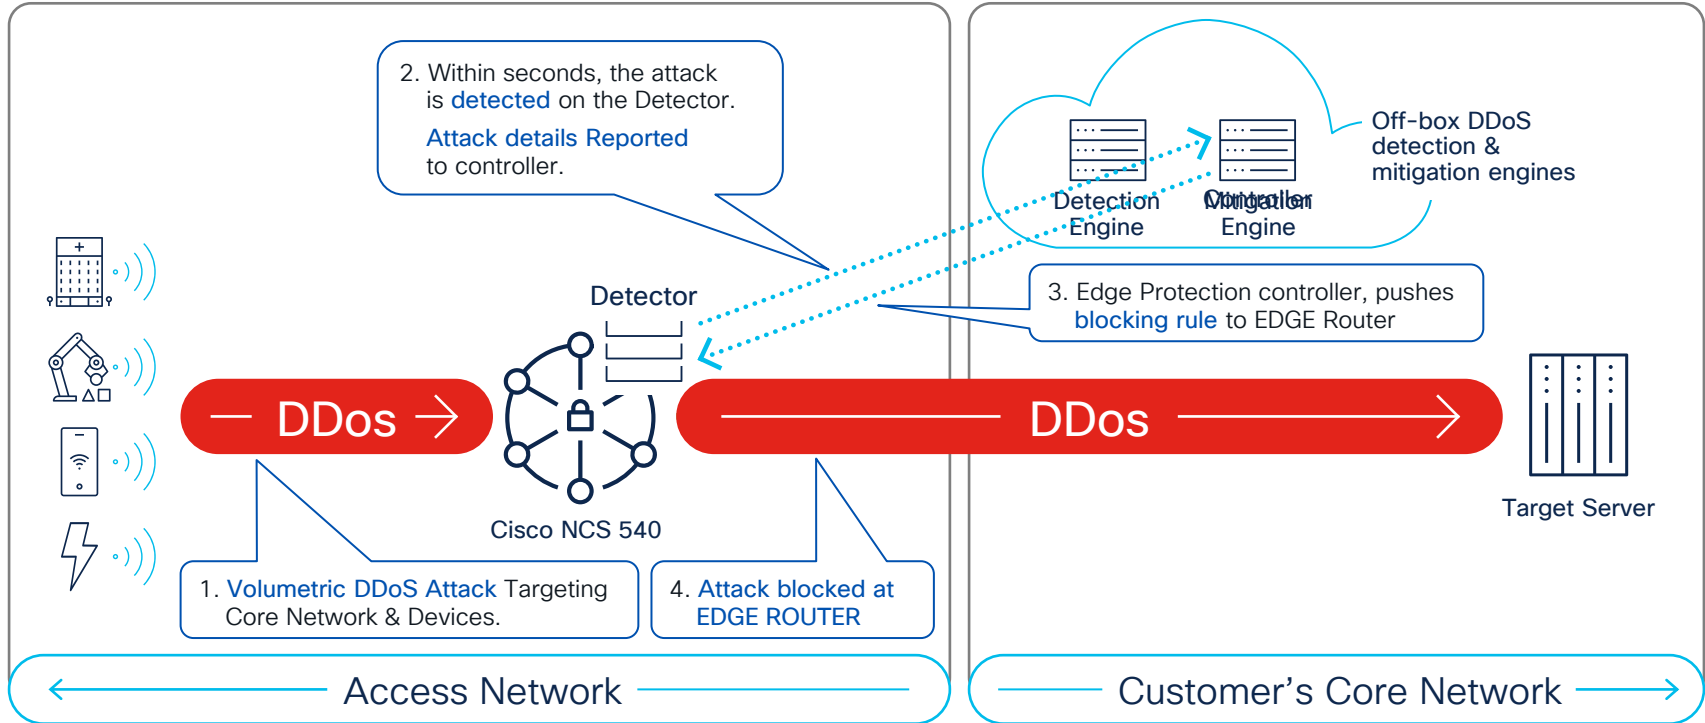 2. Within seconds, the attack
is detected on the Detector.
Attack details Reported
to controller.
Off-box DDoS
detection &
mitigation engines
Detection
Engine
Controller
Mitigation
Engine
3. Edge Protection controller, pushes
blocking rule to EDGE Router
Detector
DDos
DDos
Cisco NCS 540
Target Server
1. Volumetric DDoS Attack Targeting
Core Network & Devices.
4. Attack blocked at
EDGE ROUTER
Access Network
Customer's Core Network